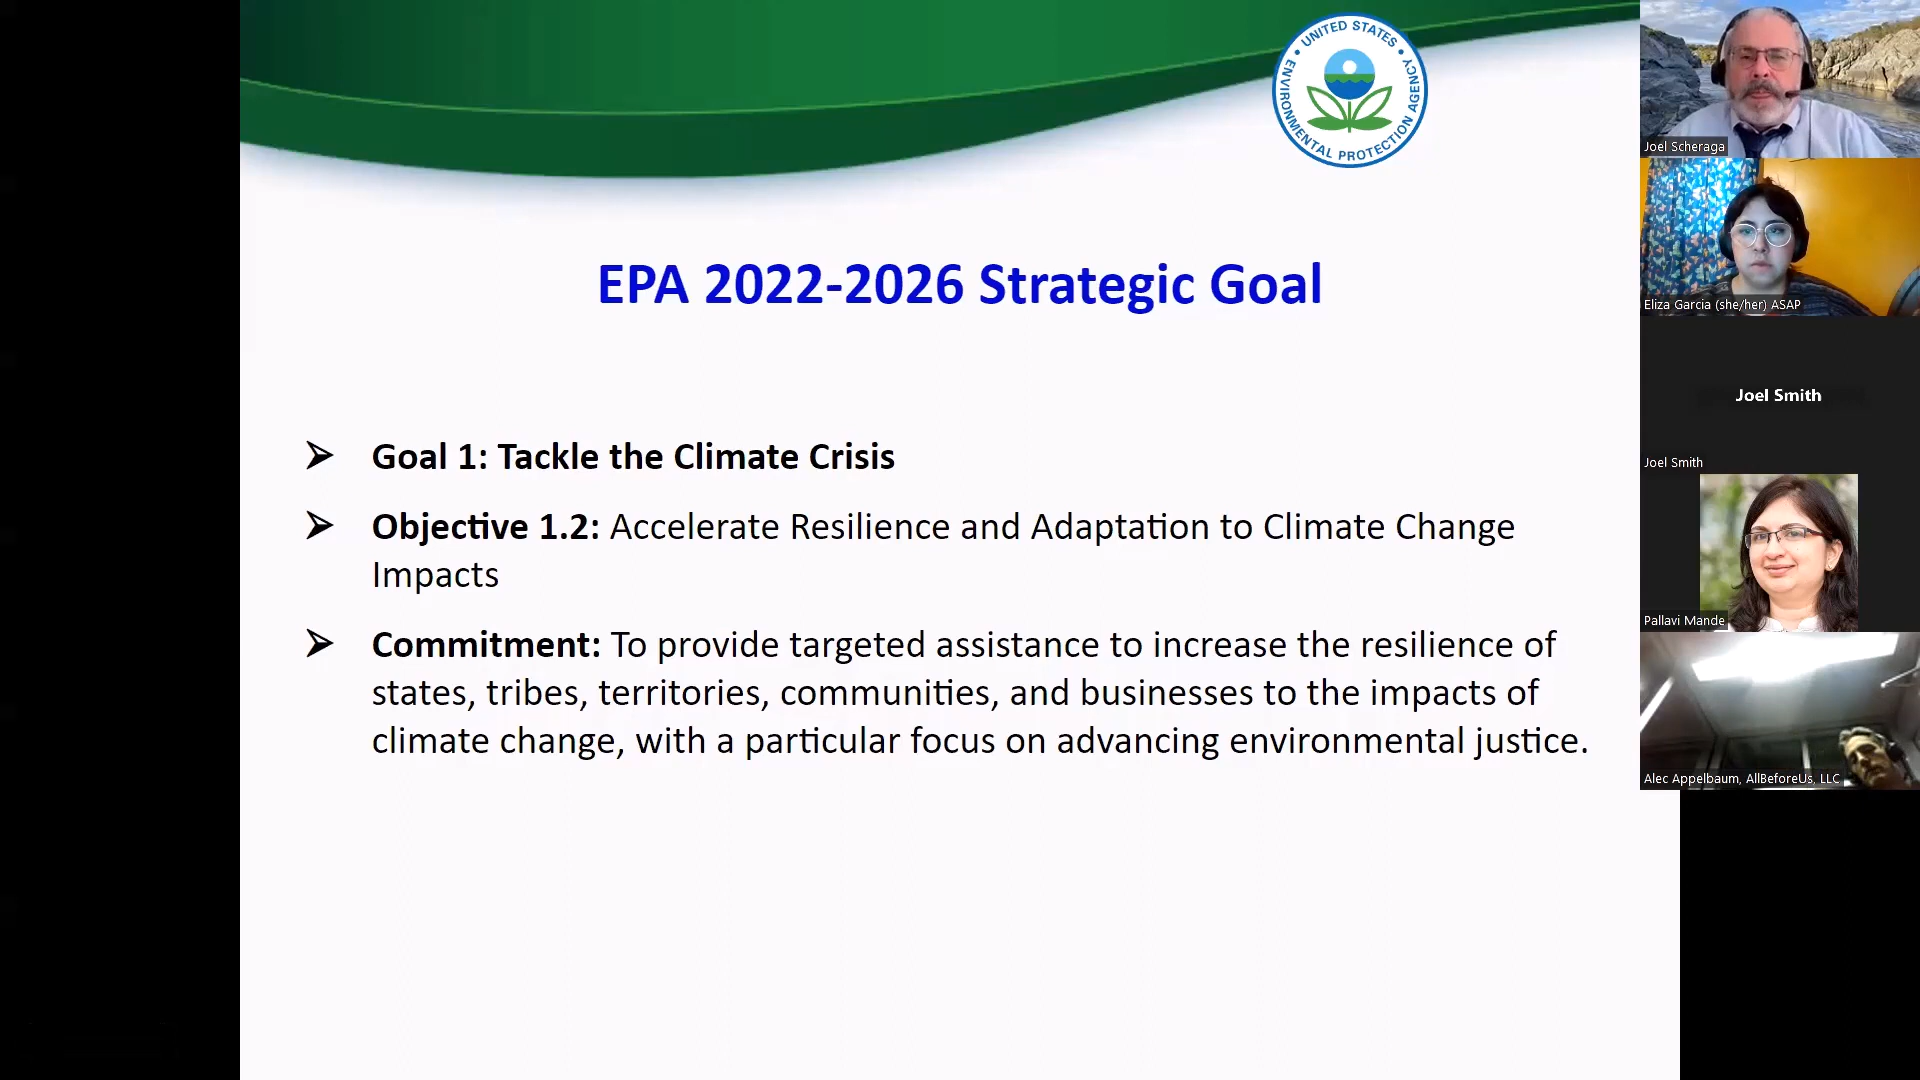 UNITED STATES
ENVIRONMENTAL PROTECTION AGENCY
EPA 2022-2026 Strategic Goal
Goal 1: Tackle the Climate Crisis
Objective 1.2: Accelerate Resilience and Adaptation to Climate Change
Impacts
Commitment: To provide targeted assistance to increase the resilience of
states, tribes, territories, communities, and businesses to the impacts of
climate change, with a particular focus on advancing environmental justice.
Joel Scheraga
Eliza Garcia (she/her) ASAP
Joel Smith
Joel Smith
Pallavi Mande
Alec Appelbaum, AllBeforeUs, LLC